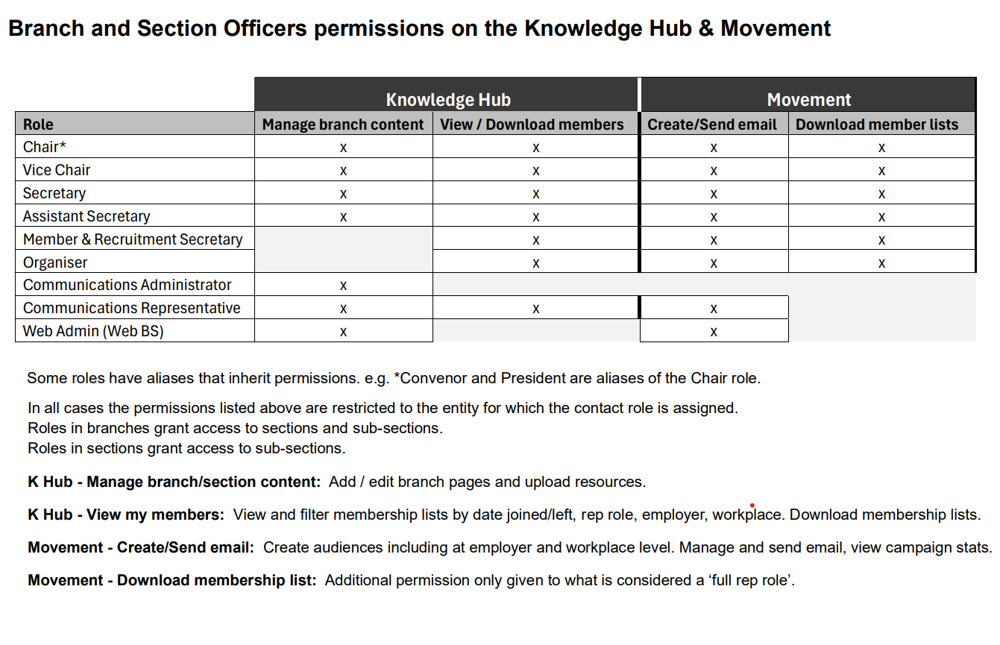 Branch and Section Officers permissions on the Knowledge Hub & Movement
Knowledge Hub Movement
Role Manage branch content View / Download members Create/Send email Download member lists
Chair* x x x x
Vice Chair x x x x
Secretary x x x x
Assistant Secretary x x x x
Member & Recruitment Secretary x x x
Organiser x x x
Communications Administrator x
Communications Representative x x x
Web Admin (Web BS) x x
Some roles have aliases that inherit permissions. e.g. *Convenor and President are aliases of the Chair role.
In all cases the permissions listed above are restricted to the entity for which the contact role is assigned.
Roles in branches grant access to sections and sub-sections.
Roles in sections grant access to sub-sections.
K Hub - Manage branch/section content: Add / edit branch pages and upload resources.
K Hub - View my members: View and filter membership lists by date joined/left, rep role, employer, workplace. Download membership lists.
Movement - Create/Send email: Create audiences including at employer and workplace level. Manage and send email, view campaign stats.
Movement - Download membership list: Additional permission only given to what is considered a ‘full rep role’.